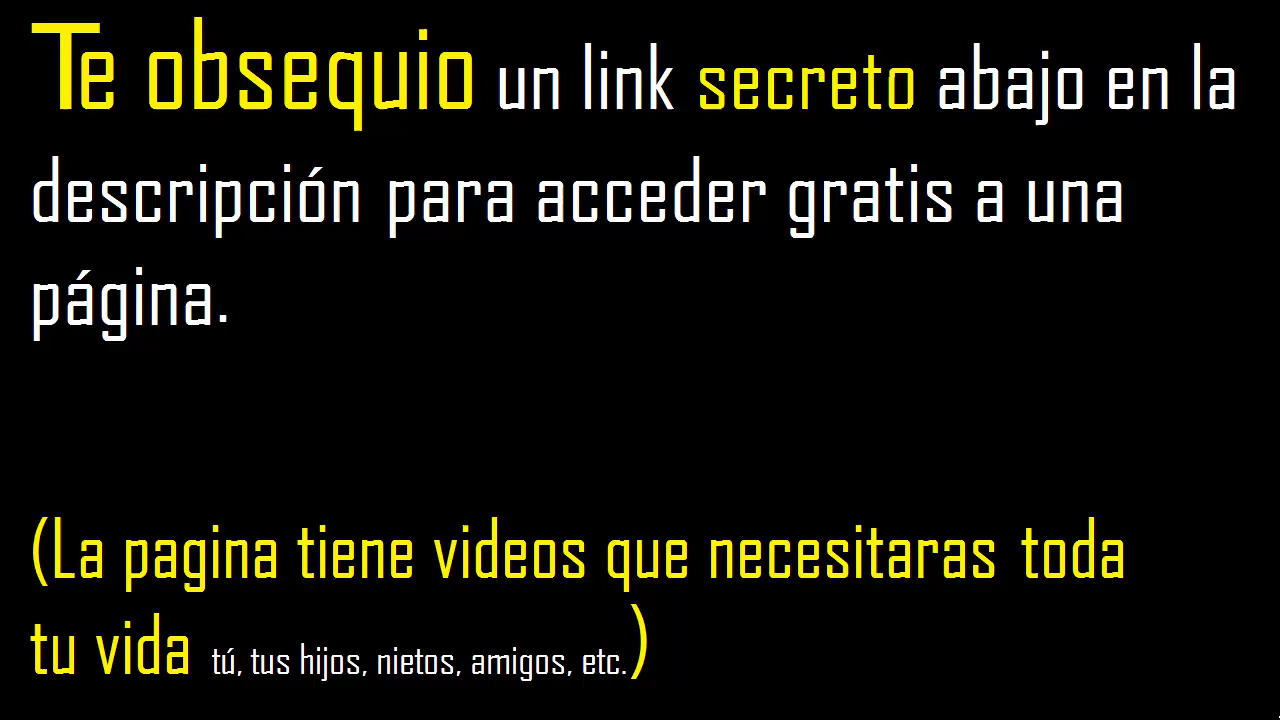 Te obsequio un link secreto abajo en la
descripción para acceder gratis a una
página.
(La pagina tiene videos que necesitaras toda
tu vida tú, tus hijos, nietos, amigos, etc.)